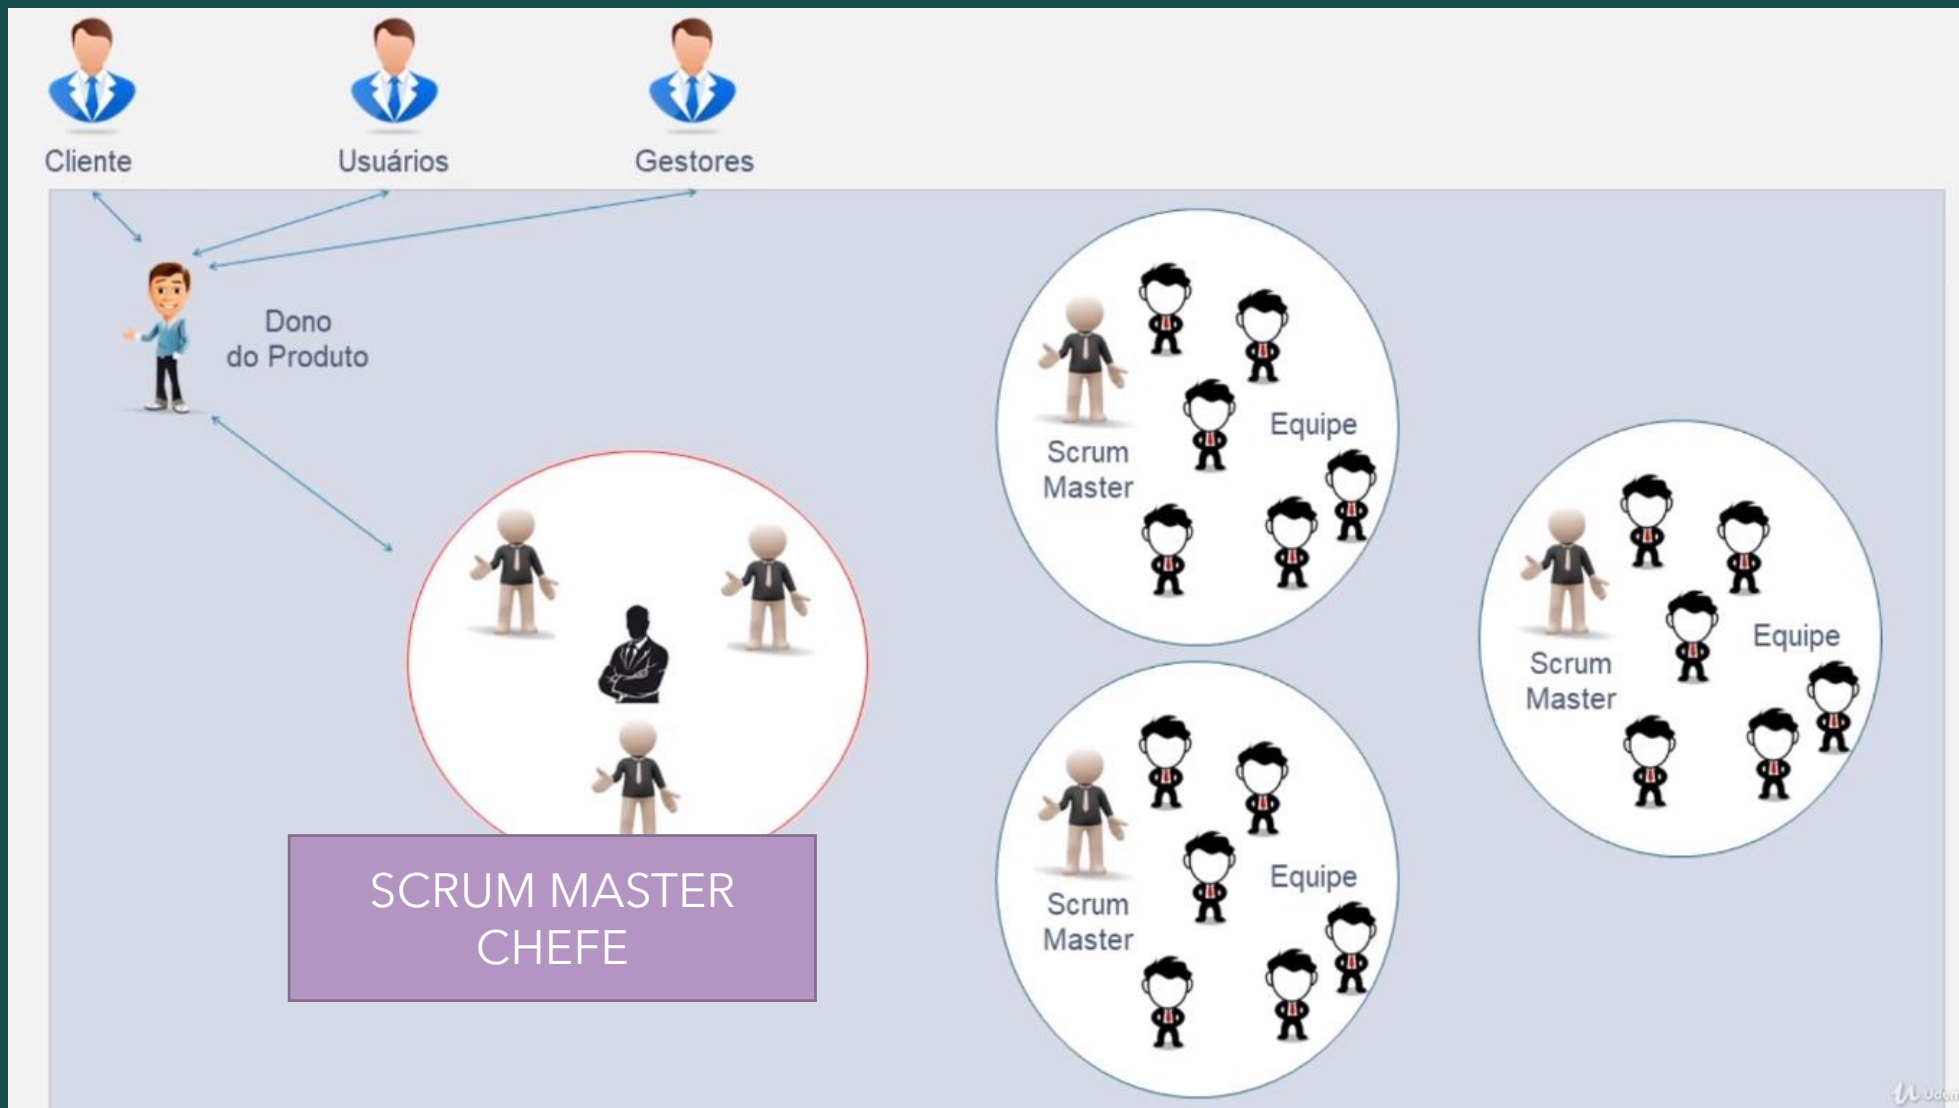 Cliente
Usuários
Gestores
Dono
do Produto
Scrum
Master
Equipe
Scrum
Master
Equipe
Scrum
Master
Equipe
SCRUM MASTER
CHEFE